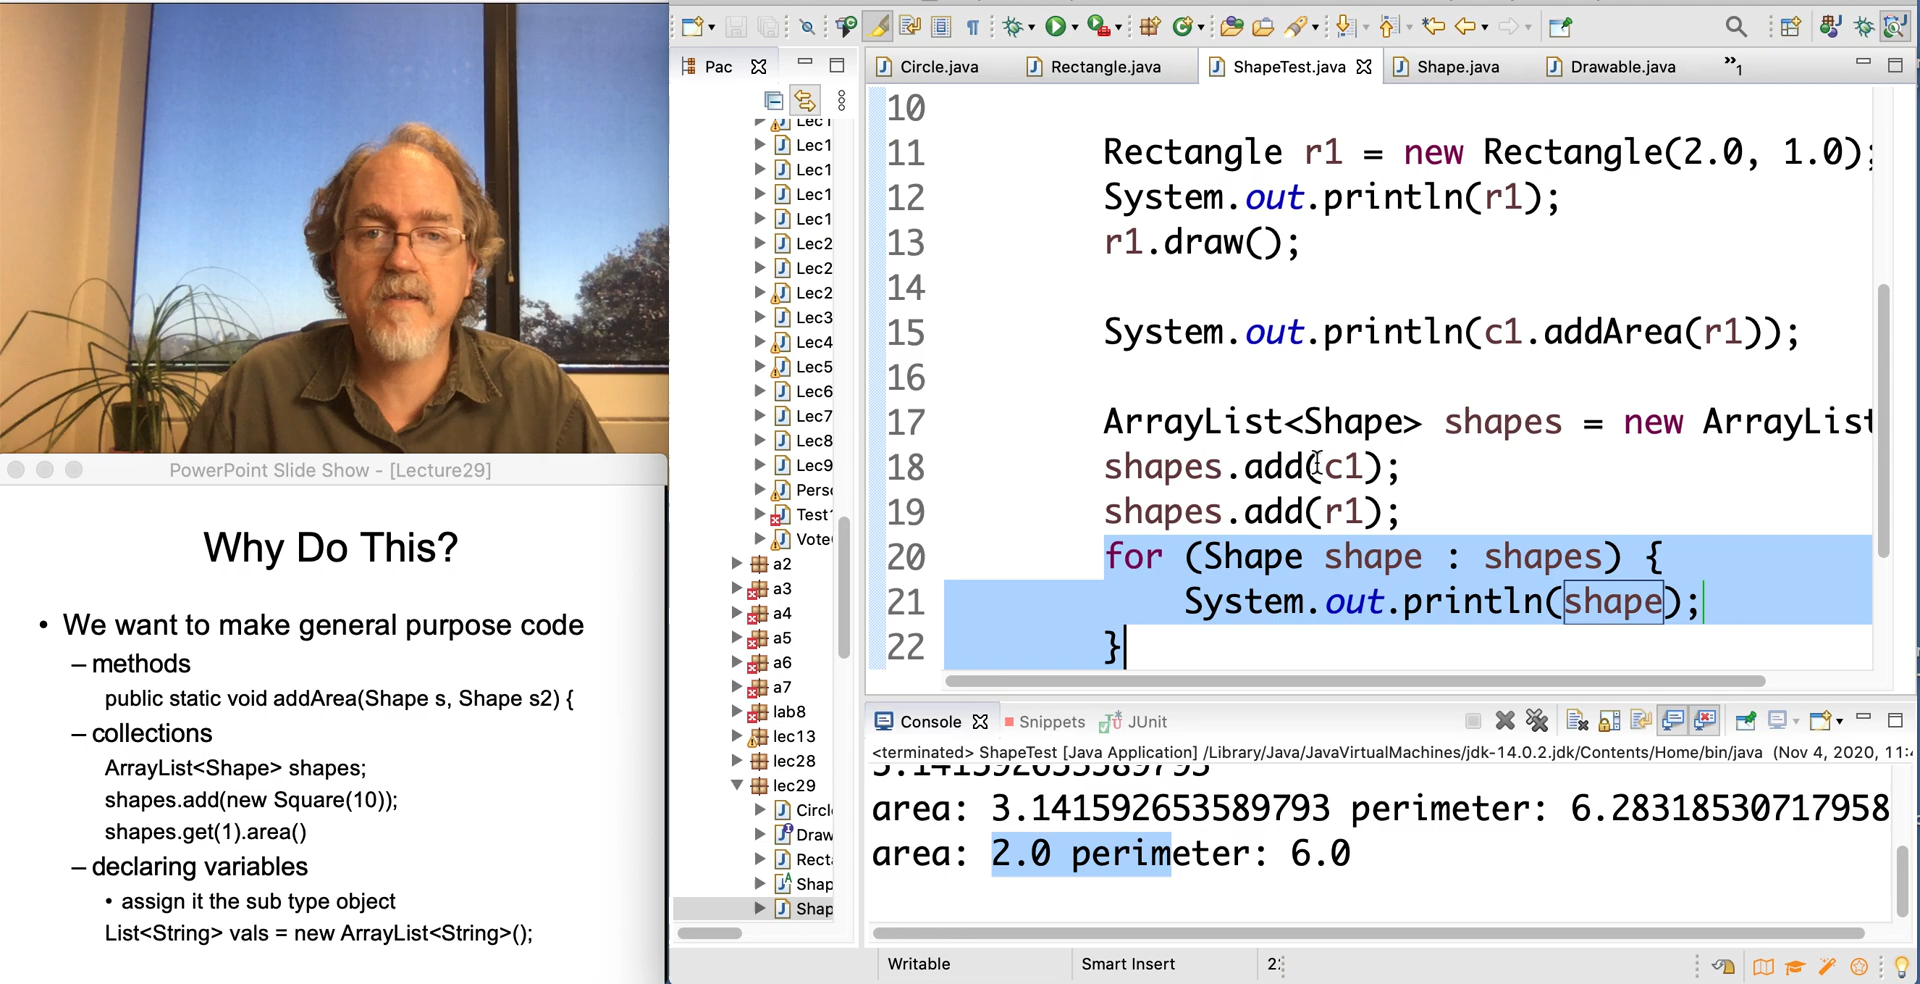 PowerPoint Slide Show - [Lecture29]
Why Do This?
• We want to make general purpose code
– methods
public static void addArea(Shape s, Shape s2) {
– collections
ArrayList<Shape> shapes;
shapes.add(new Square(10));
shapes.get(1).area()
– declaring variables
• assign it the sub type object
List<String> vals = new ArrayList<String>();
Pac
Lec1
Lec1
Lec1
Lec1
Lec1
Lec2
Lec2
Lec2
Lec3
Lec4
Lec5
Lec6
Lec7
Lec8
Lec9
Pers
Test
Vote
a2
a3
a4
a5
a6
a7
lab8
lec13
lec28
lec29
Circl
Draw
Recta
Shap
Shap
Circle.java Rectangle.java ShapeTest.java Shape.java Drawable.java »1
10
11 Rectangle r1 = new Rectangle(2.0, 1.0);
12 System.out.println(r1);
13 r1.draw();
14
15 System.out.println(c1.addArea(r1));
16
17 ArrayList<Shape> shapes = new ArrayList
18 shapes.add(c1);
19 shapes.add(r1);
20 for (Shape shape : shapes) {
21 System.out.println(shape);
22 }
Console Snippets JUnit
<terminated> ShapeTest [Java Application] /Library/Java/JavaVirtualMachines/jdk-14.0.2.jdk/Contents/Home/bin/java (Nov 4, 2020, 11:
3.141592653589793
area: 3.141592653589793 perimeter: 6.28318530717958
area: 2.0 perimeter: 6.0
Writable Smart Insert